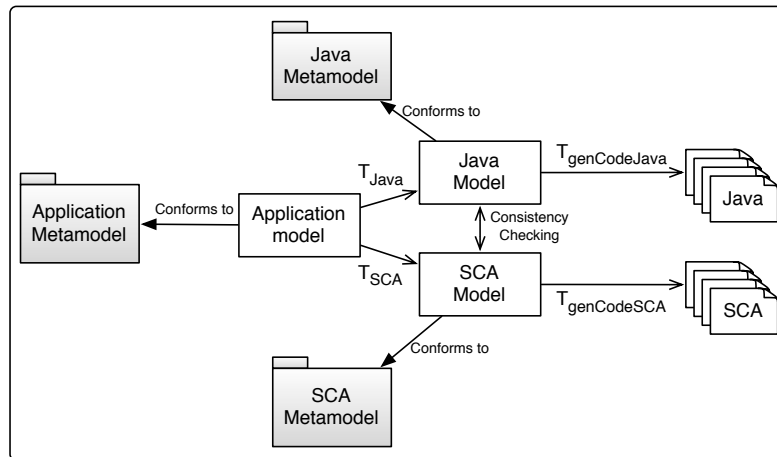 Java
Metamodel
Conforms to
T_Java
Java
Model
T_genCodeJava
Java
Application
Metamodel
Conforms to
Application
model
Consistency
Checking
T_SCA
SCA
Model
T_genCodeSCA
SCA
Conforms to
SCA
Metamodel